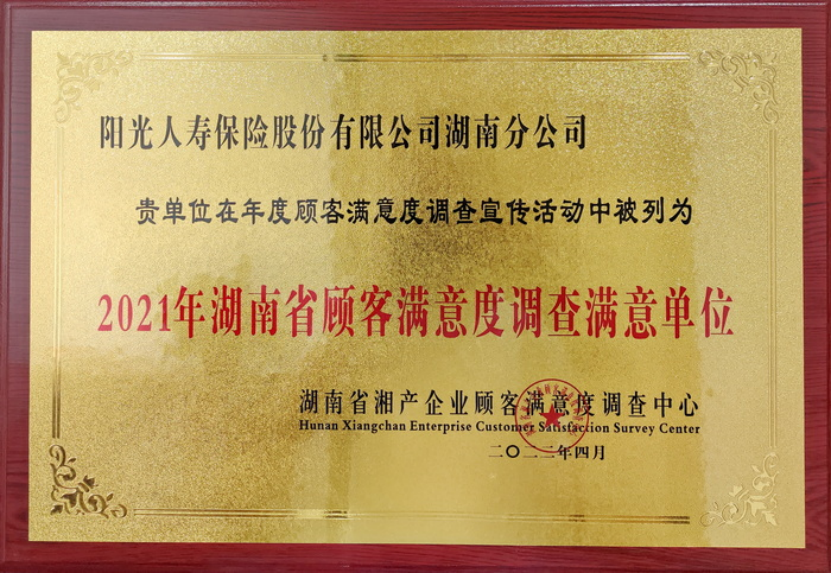 阳光人寿保险股份有限公司湖南分公司
贵单位在年度顾客满意度调查宣传活动中被列为
2021年湖南省顾客满意度调查满意单位
湖南省湘产企业顾客满意度调查中心
Hunan Xiangchan Enterprise Customer Satisfaction Survey Center
二〇二二年四月